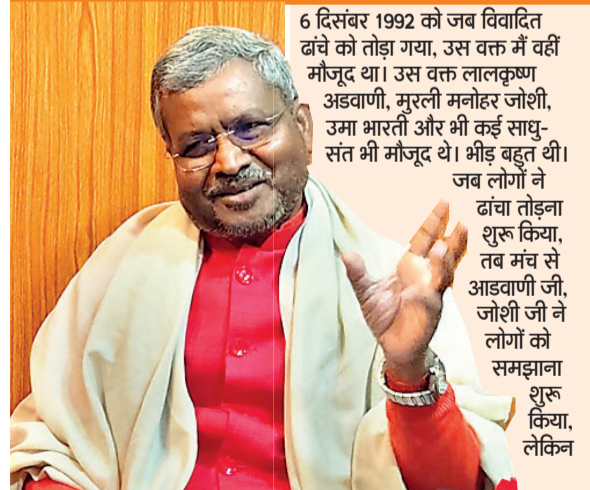 6 दिसंबर 1992 को जब विवादित
ढांचे को तोड़ा गया, उस वक्त मैं वहीं
मौजूद था। उस वक्त लालकृष्ण
अडवाणी, मुरली मनोहर जोशी,
उमा भारती और भी कई साधु-
संत भी मौजूद थे। भीड़ बहुत थी।
जब लोगों ने
ढांचा तोड़ना
शुरू किया,
तब मंच से
आडवाणी जी,
जोशी जी ने
लोगों को
समझाना
शुरू
किया,
लेकिन